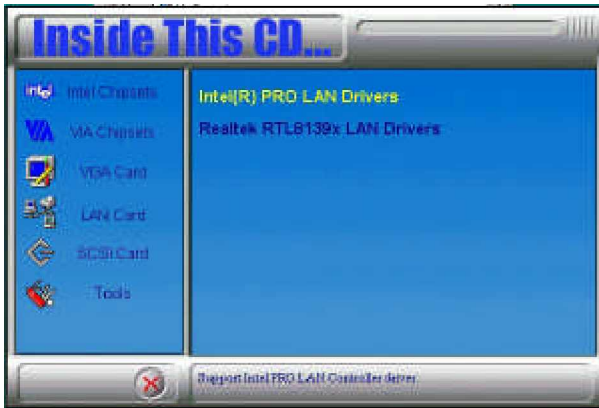 Inside This CD...
intel Intel Chipsets
VIA VIA Chipsets
VGA Card
LAN Card
SCSI Card
Tools
Intel(R) PRO LAN Drivers
Realtek RTL8139x LAN Drivers
Support Intel PRO LAN Controller driver